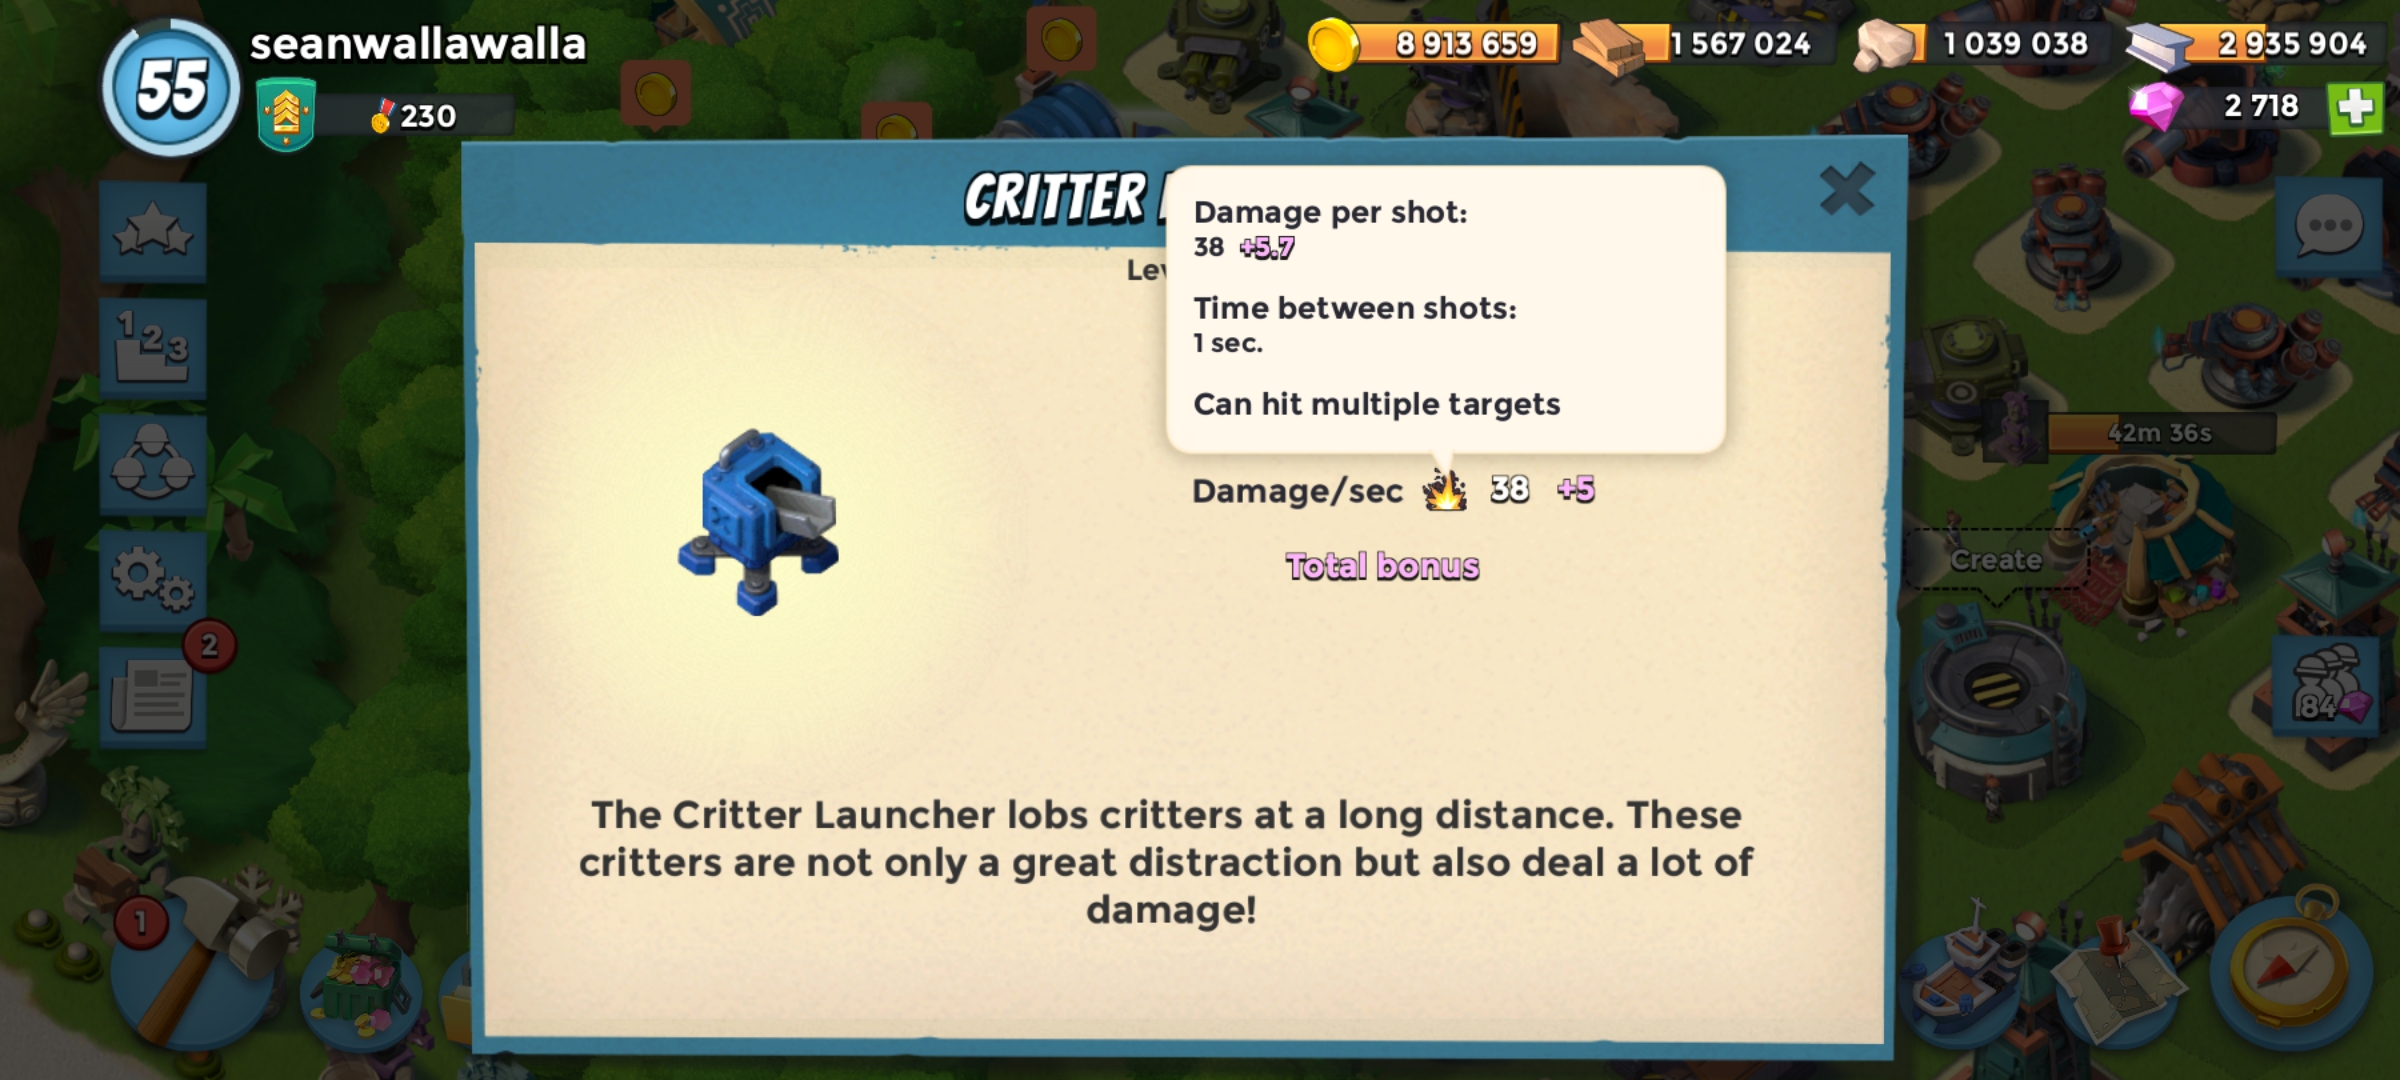 55
seanwallawalla
230
8 913 659
1 567 024
1 039 038
2 935 904
2 718
CRITTER
Damage per shot:
38 +5.7
Time between shots:
1 sec.
Can hit multiple targets
Damage/sec 38 +5
Total bonus
The Critter Launcher lobs critters at a long distance. These
critters are not only a great distraction but also deal a lot of
damage!
1 2 3
2
1
42m 36s
Create
84